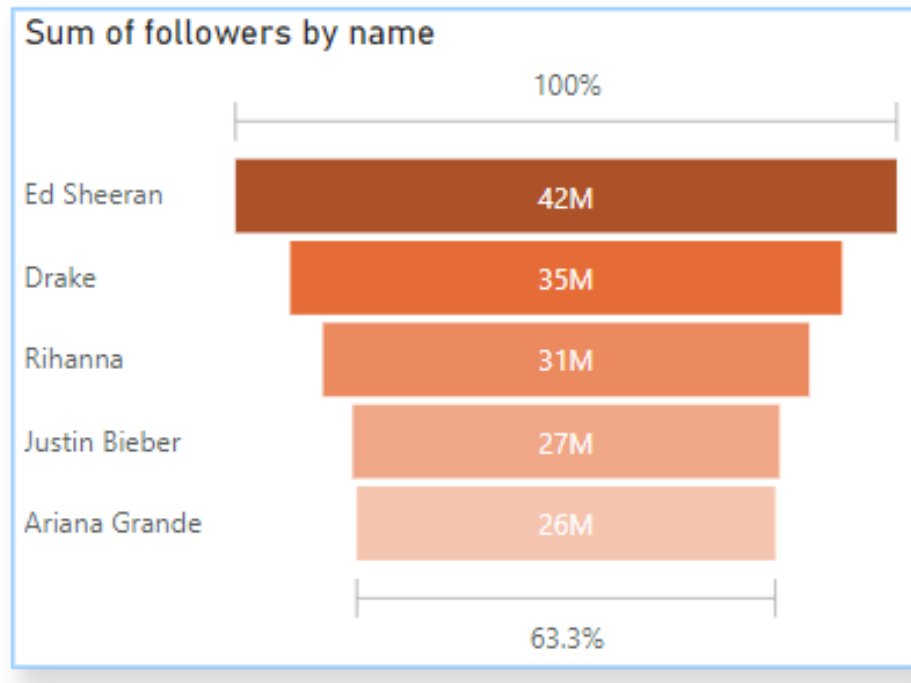 Sum of followers by name
100%
Ed Sheeran 42M
Drake 35M
Rihanna 31M
Justin Bieber 27M
Ariana Grande 26M
63.3%